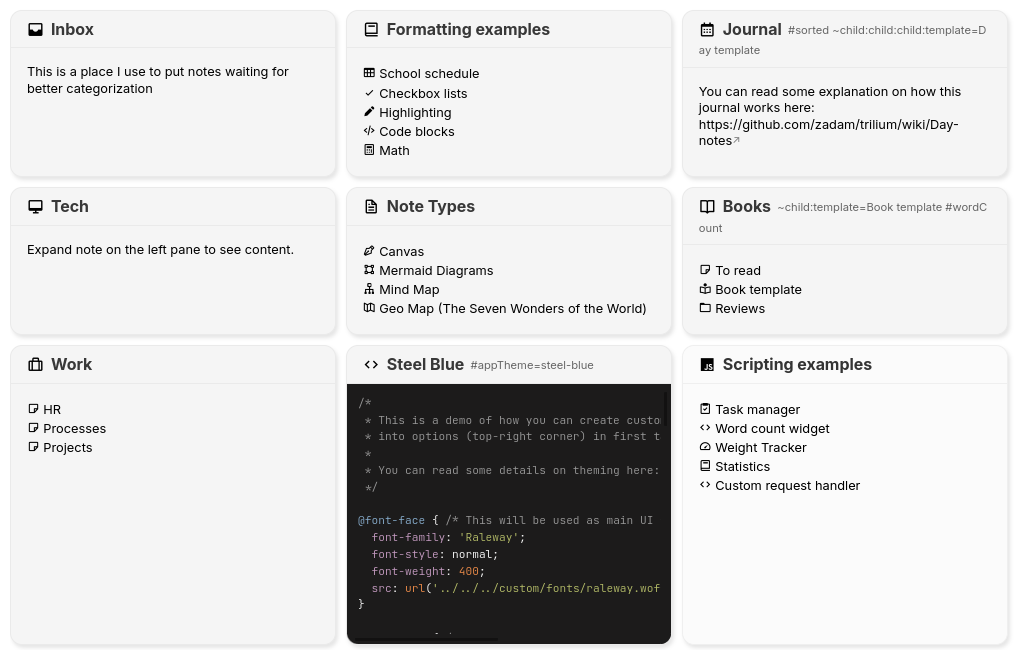 Inbox
This is a place I use to put notes waiting for
better categorization
Formatting examples
School schedule
Checkbox lists
Highlighting
Code blocks
Math
Journal #sorted ~child:child:child:template=D
ay template
You can read some explanation on how this
journal works here:
https://github.com/zadam/trilium/wiki/Day-
notes
Tech
Expand note on the left pane to see content.
Note Types
Canvas
Mermaid Diagrams
Mind Map
Geo Map (The Seven Wonders of the World)
Books ~child:template=Book template #wordC
ount
To read
Book template
Reviews
Work
HR
Processes
Projects
Steel Blue #appTheme=steel-blue
/*
* This is a demo of how you can create custo
* into options (top-right corner) in first t
*
* You can read some details on theming here:
*/
@font-face { /* This will be used as main UI
font-family: 'Raleway';
font-style: normal;
font-weight: 400;
src: url('../../../custom/fonts/raleway.wof
}
Scripting examples
Task manager
Word count widget
Weight Tracker
Statistics
Custom request handler